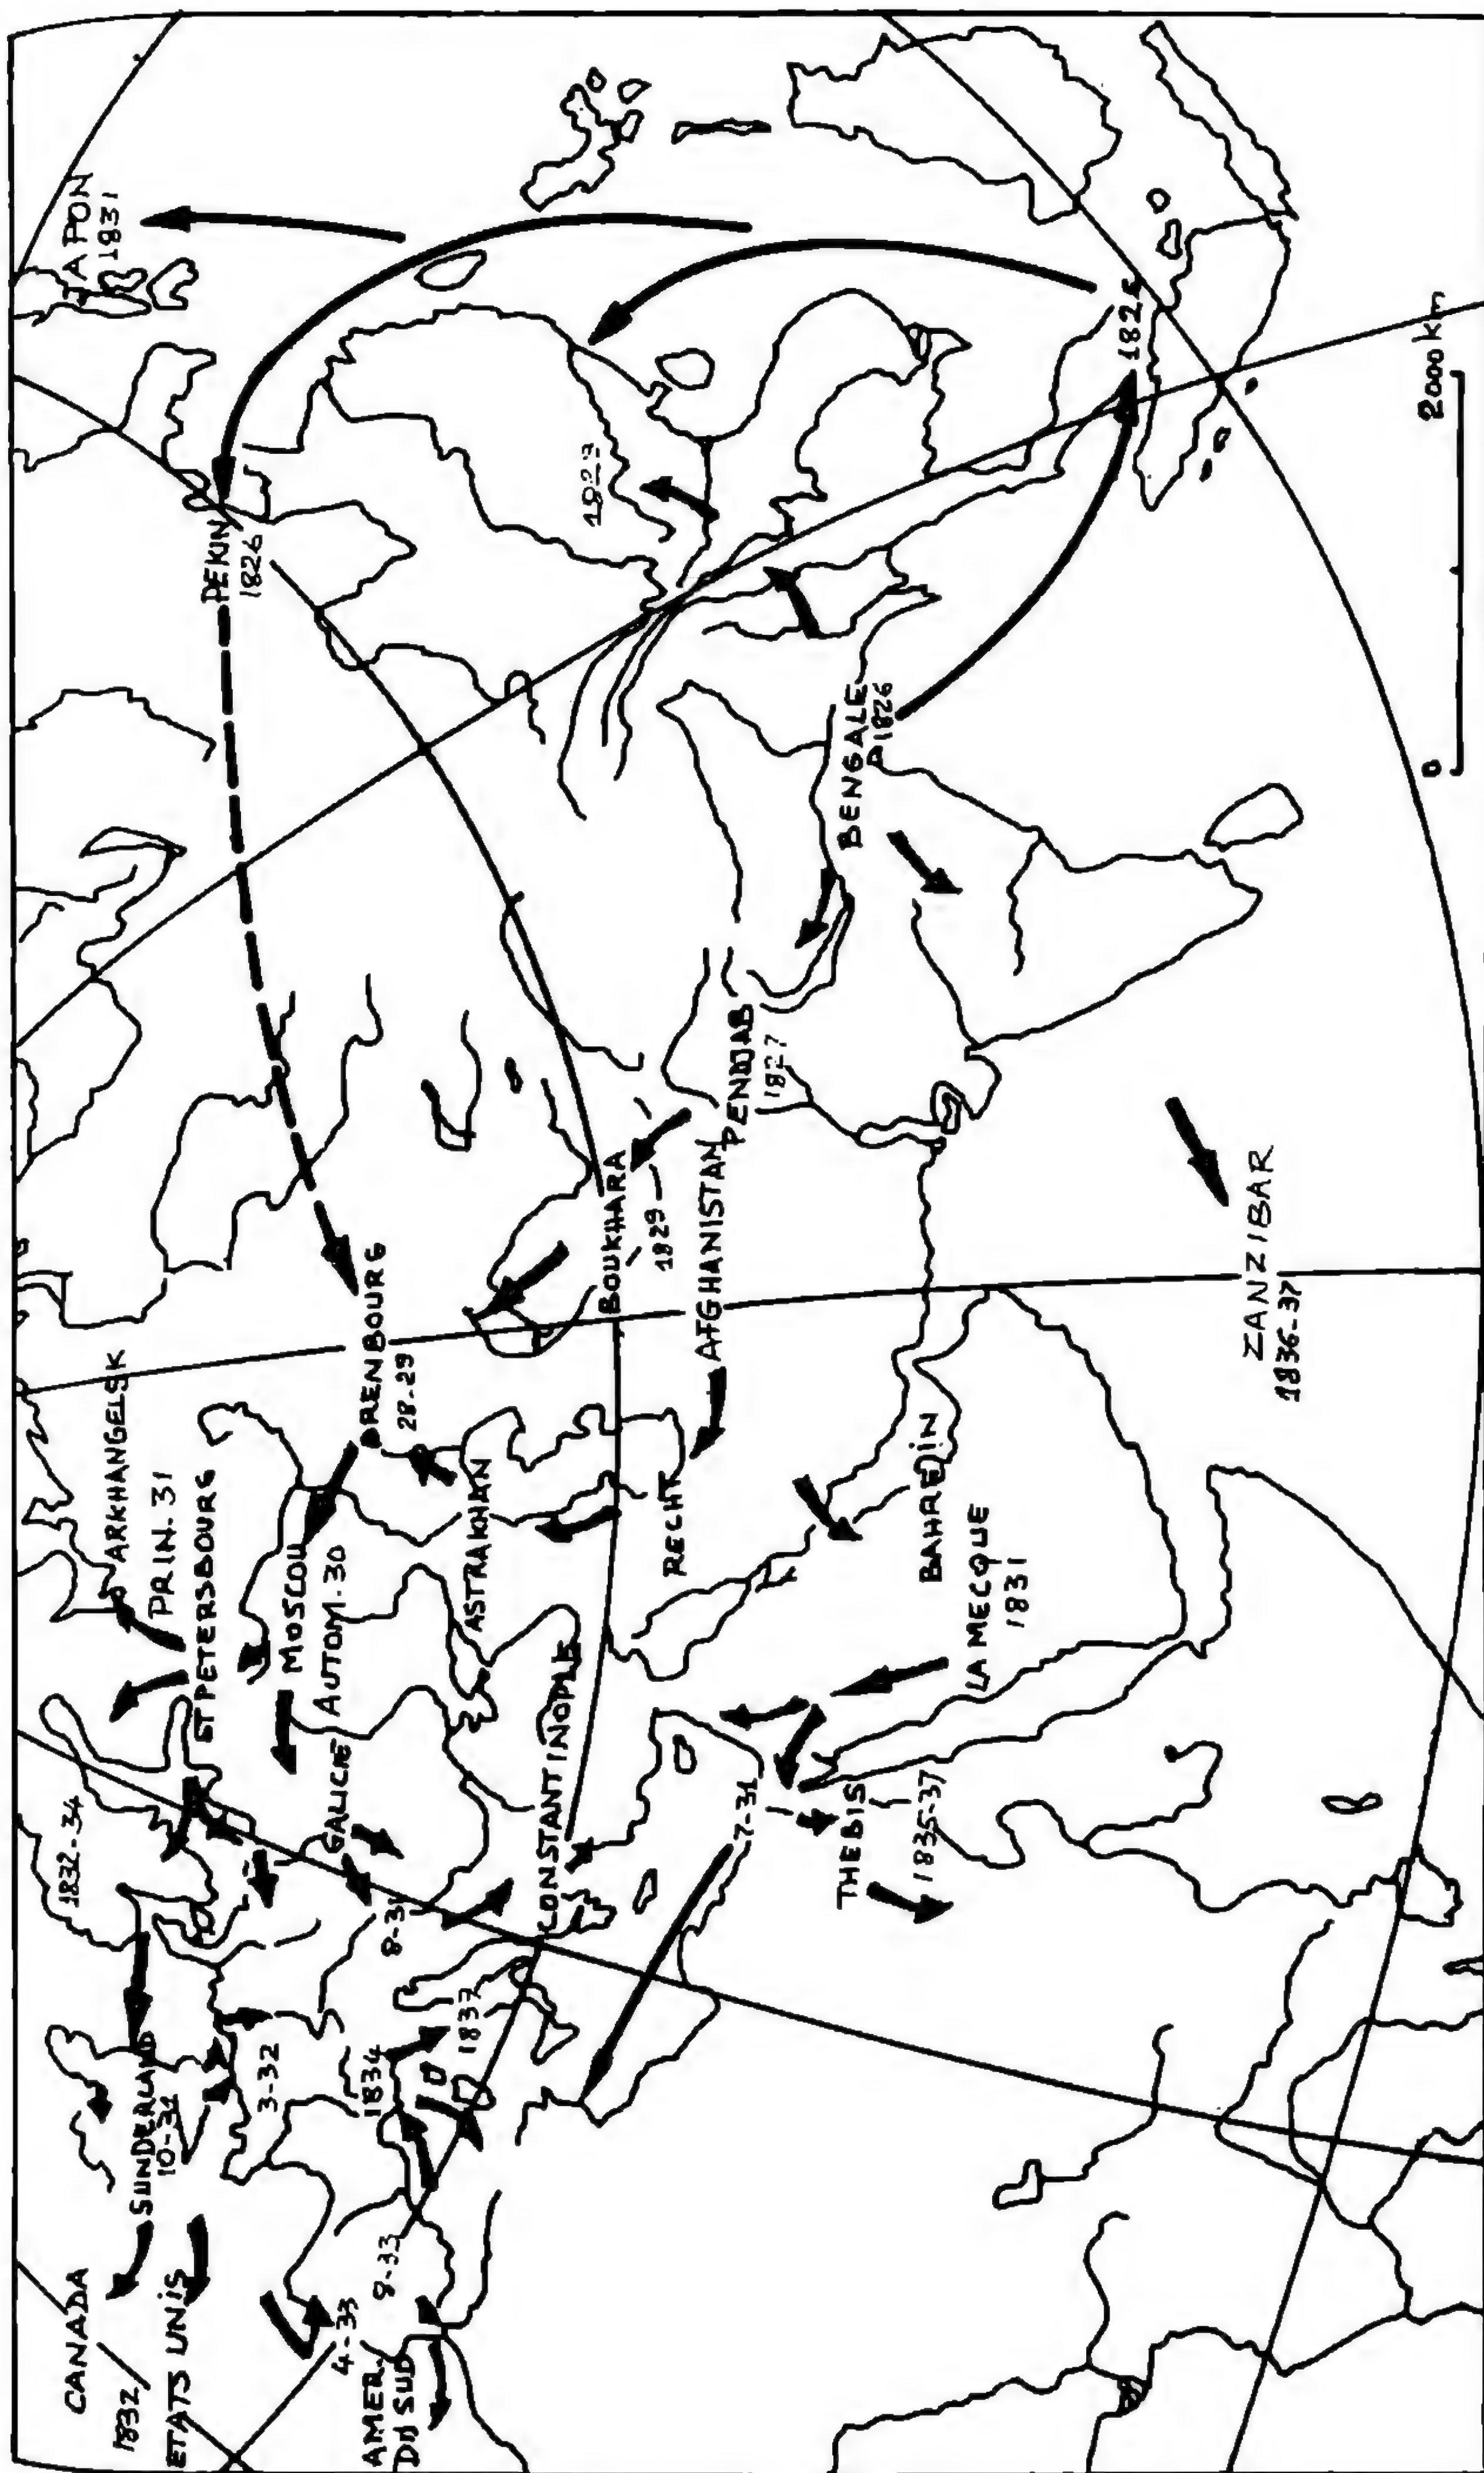 CANADA
1832
ETATS UNIS
SUNDERLAND
10-31
1832-34
ST PETERSBOURG
PRIN. 31
ARKHANGELSK
JAPON
1831
AMER.
DU SUD
4-33
9-33
3-32
1834
1837
8-31
GALICIE
MOSCOU
AUTOM. 30
ORENBOURG
28-29
PEKIN
1826
ASTRAKHAN
CONSTANTINOPLE
RECHT
BOUKHARA
1829
AFGHANISTAN
PENDJAB
1827
BENGALE
1826
7-31
THEBES
1835-37
LA MECQUE
1831
BAHREIN
ZANZIBAR
1836-37
0
2000 km